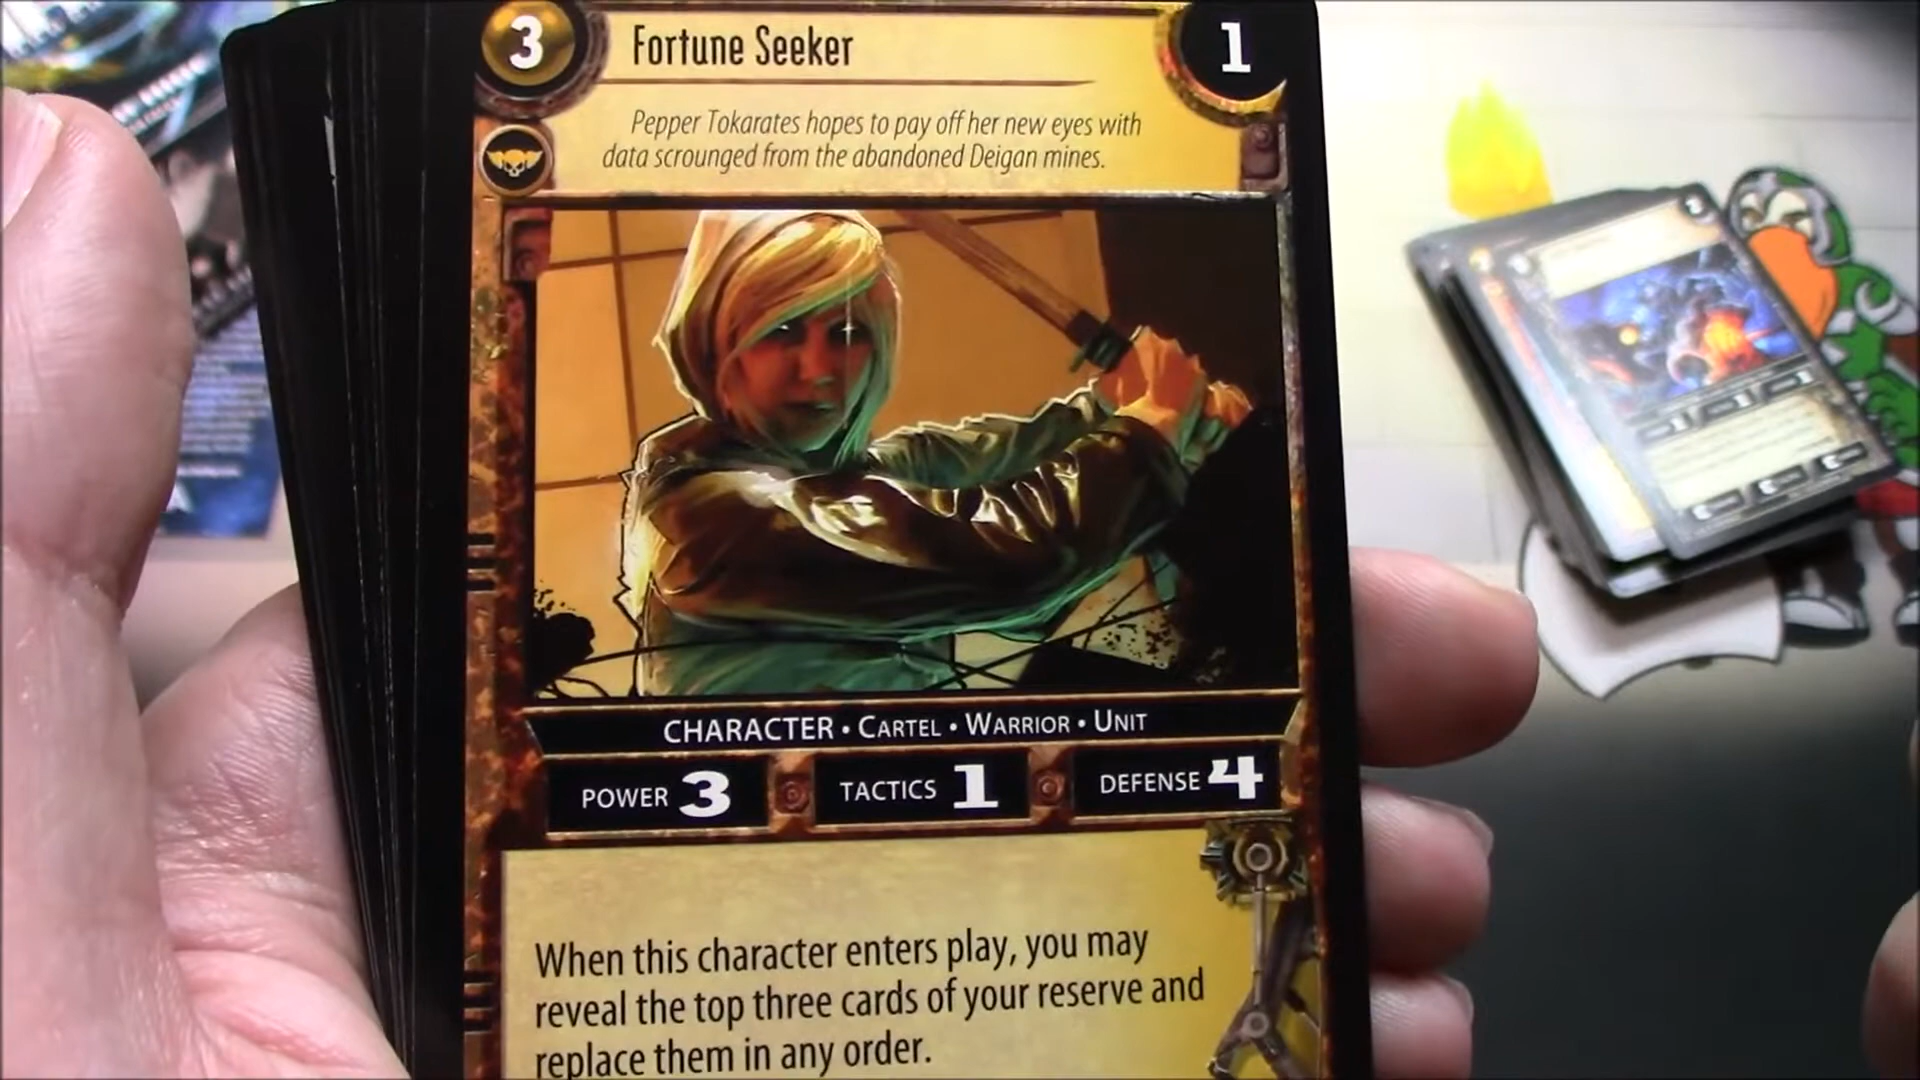 3
Fortune Seeker
1
Pepper Tokarates hopes to pay off her new eyes with
data scrounged from the abandoned Deigan mines.
CHARACTER • CARTEL • WARRIOR • UNIT
POWER 3 TACTICS 1 DEFENSE 4
When this character enters play, you may
reveal the top three cards of your reserve and
replace them in any order.